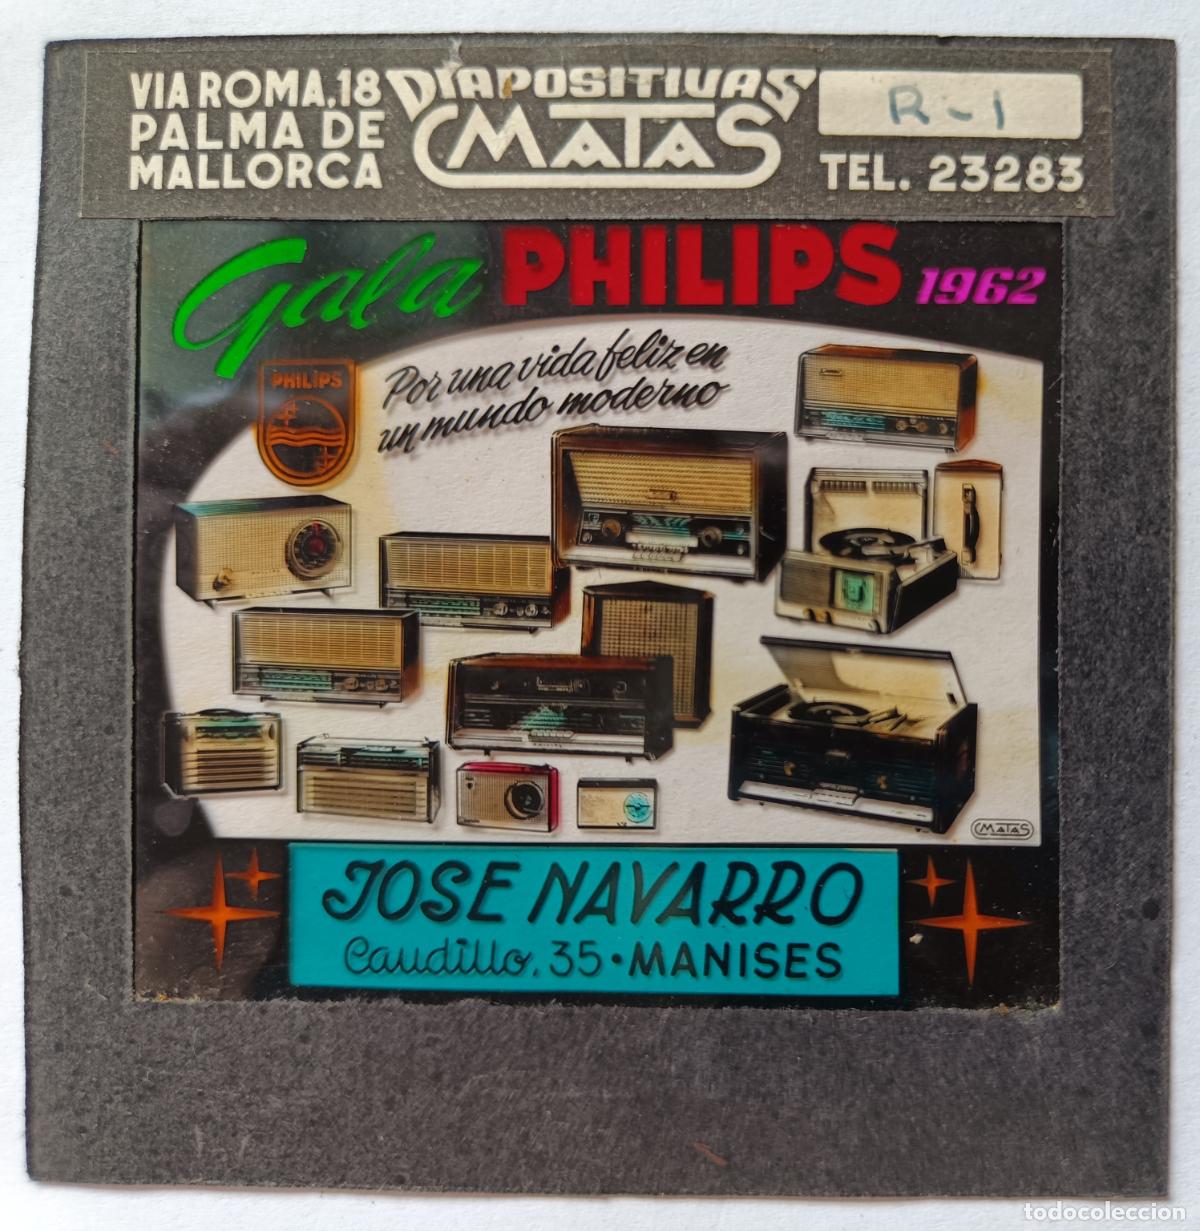 VIA ROMA, 18
PALMA DE
MALLORCA
DIAPOSITIVAS
MATAS
R-1
TEL. 23283
Gala PHILIPS 1962
PHILIPS
Por una vida feliz en
un mundo moderno
MATAS
JOSE NAVARRO
Caudillo, 35 • MANISES
todocoleccion